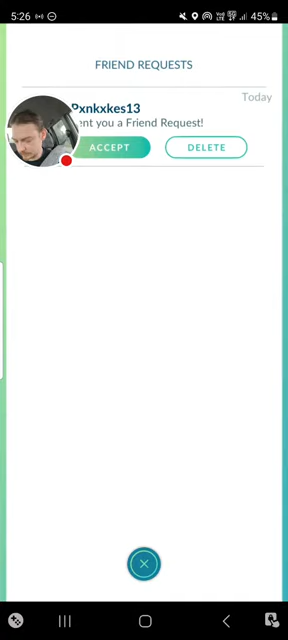 5:26
45%
FRIEND REQUESTS
Today
Pxnkxkes13
ent you a Friend Request!
ACCEPT
DELETE